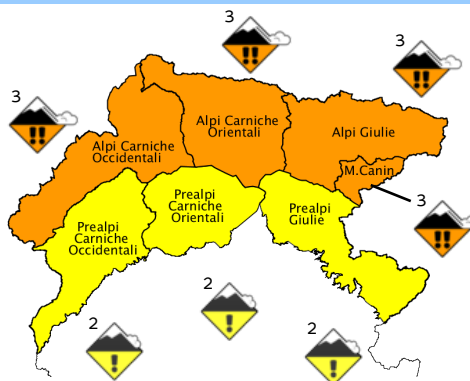 3
3
3
Alpi Carniche
Orientali
Alpi Giulie
Alpi Carniche
Occidentali
M.Canin
3
Prealpi
Carniche
Orientali
Prealpi
Giulie
Prealpi
Carniche
Occidentali
2
2
2